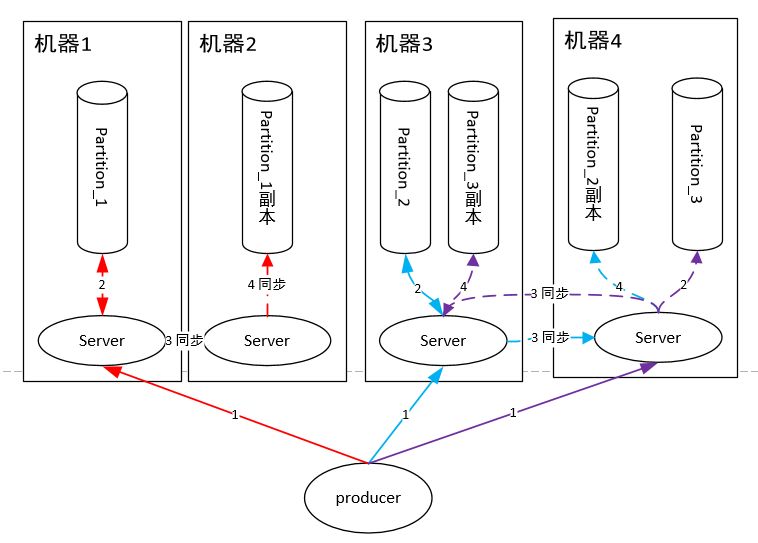 机器1
机器2
机器3
机器4
Partition_1
Partition_1副本
Partition_2
Partition_3副本
Partition_2副本
Partition_3
2
4 同步
2
4
3 同步
4
2
Server
3 同步
Server
Server
3 同步
Server
1
1
1
producer